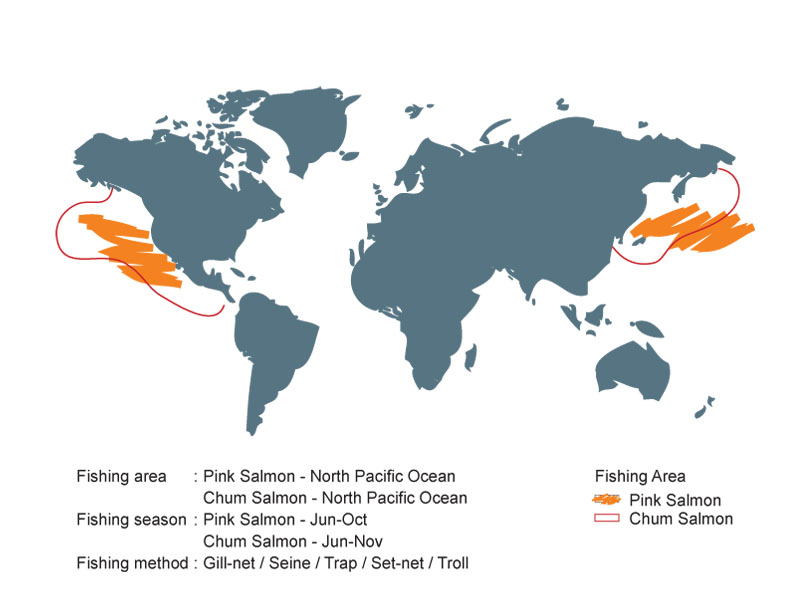 Fishing area : Pink Salmon - North Pacific Ocean
Chum Salmon - North Pacific Ocean
Fishing season : Pink Salmon - Jun-Oct
Chum Salmon - Jun-Nov
Fishing method : Gill-net / Seine / Trap / Set-net / Troll
Fishing Area
Pink Salmon
Chum Salmon